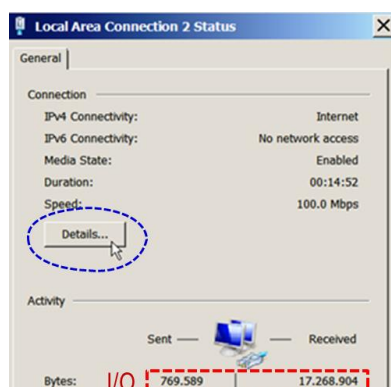 Local Area Connection 2 Status
General
Connection
IPv4 Connectivity: Internet
IPv6 Connectivity: No network access
Media State: Enabled
Duration: 00:14:52
Speed: 100.0 Mbps
Details...
Activity
Sent Received
Bytes: I/O 769.589 17.268.904